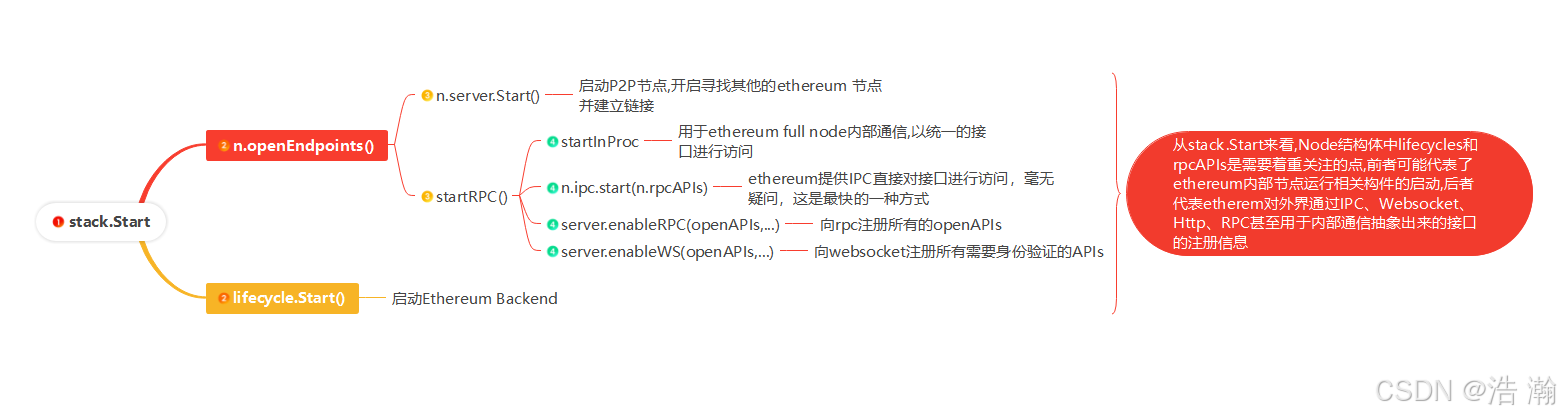 ① stack.Start
② n.openEndpoints()
③ n.server.Start()
启动P2P节点,开启寻找其他的ethereum 节点
并建立链接
③ startRPC()
④ startInProc
用于ethereum full node内部通信,以统一的接
口进行访问
④ n.ipc.start(n.rpcAPIs)
ethereum提供IPC直接对接口进行访问，毫无
疑问，这是最快的一种方式
④ server.enableRPC(openAPIs,...)
向rpc注册所有的openAPIs
④ server.enableWS(openAPIs,...)
向websocket注册所有需要身份验证的APIs
② lifecycle.Start()
启动Ethereum Backend
从stack.Start来看,Node结构体中lifecycles和
rpcAPIs是需要着重关注的点,前者可能代表了
ethereum内部节点运行相关构件的启动,后者
代表etherem对外界通过IPC、Websocket、
Http、RPC甚至用于内部通信抽象出来的接口
的注册信息
CSDN @浩 瀚